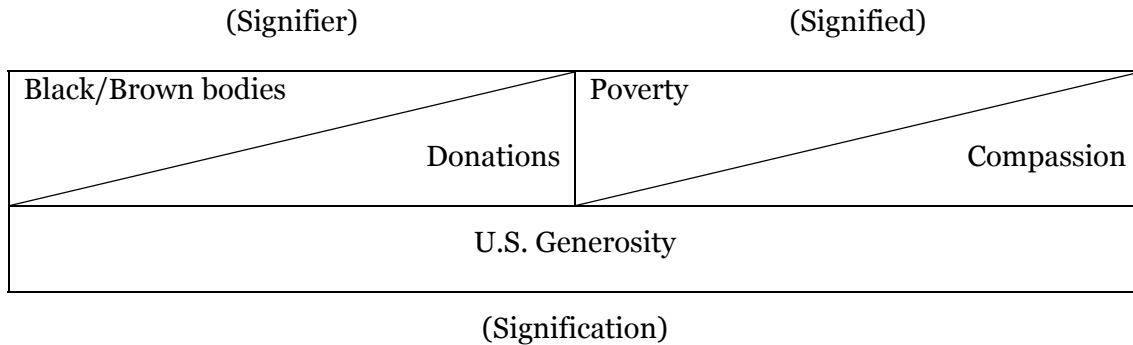 (Signifier) (Signified)
Black/Brown bodies Poverty
Donations Compassion
U.S. Generosity
(Signification)